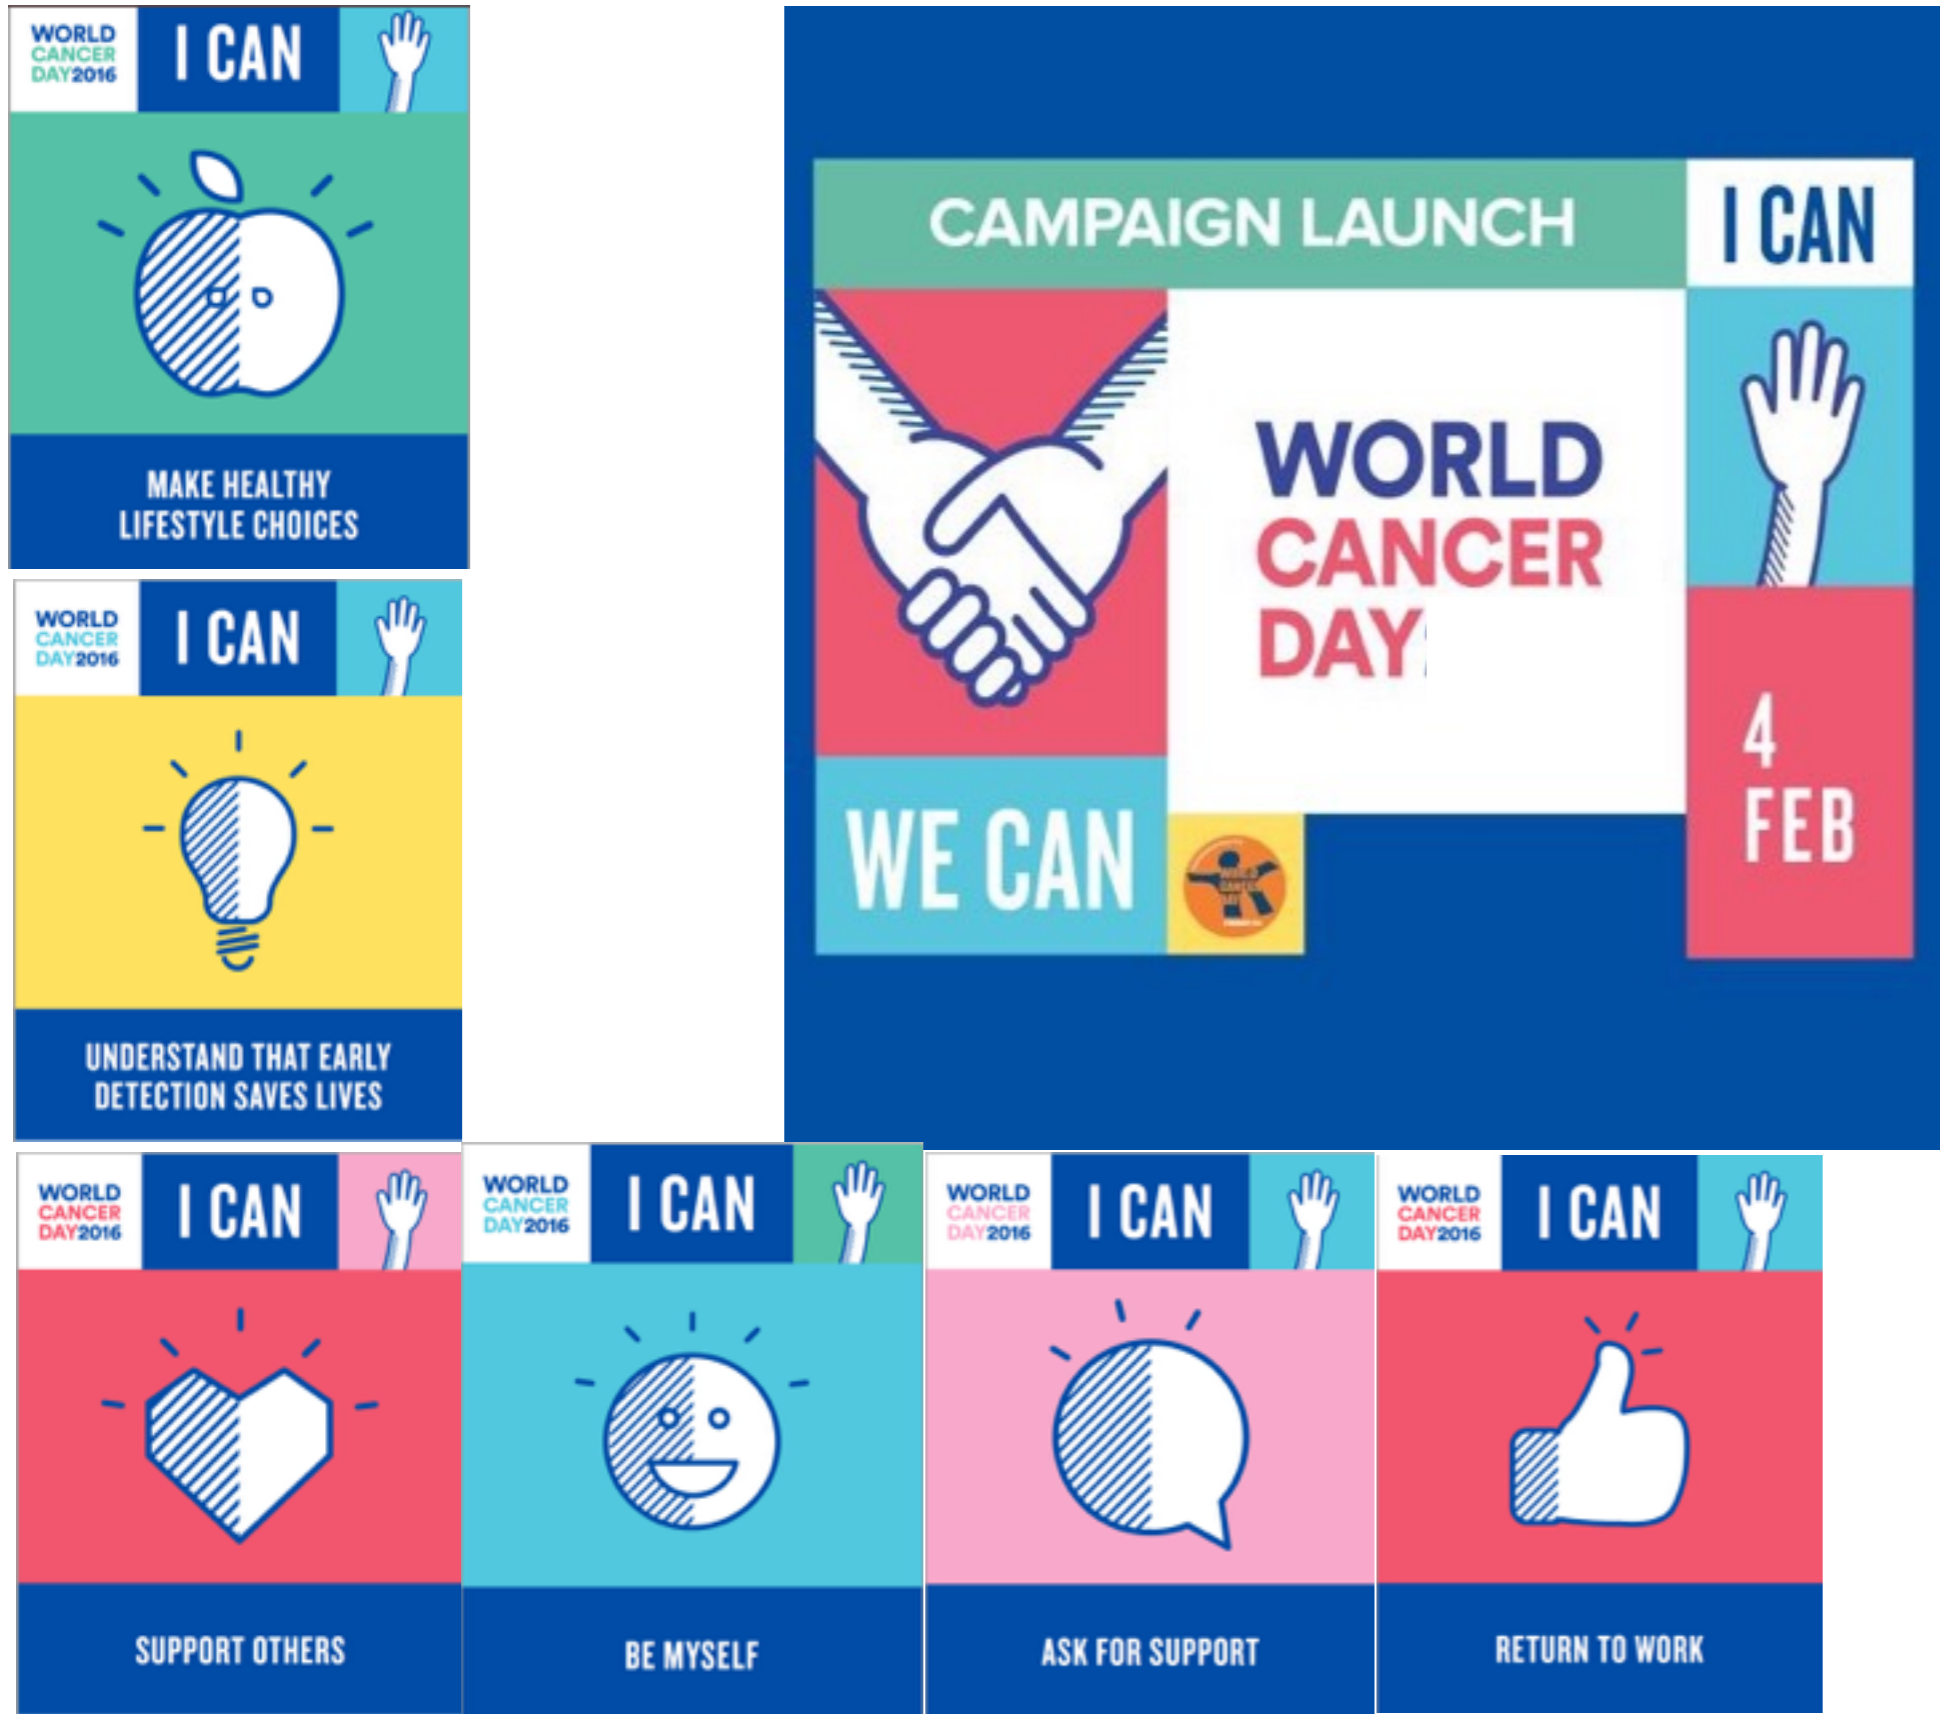 WORLD
CANCER
DAY2016
I CAN
MAKE HEALTHY
LIFESTYLE CHOICES
CAMPAIGN LAUNCH
I CAN
WORLD
CANCER
DAY
4
FEB
WE CAN
WORLD
CANCER
DAY2016
I CAN
UNDERSTAND THAT EARLY
DETECTION SAVES LIVES
WORLD
CANCER
DAY2016
I CAN
SUPPORT OTHERS
WORLD
CANCER
DAY2016
I CAN
BE MYSELF
WORLD
CANCER
DAY2016
I CAN
ASK FOR SUPPORT
WORLD
CANCER
DAY2016
I CAN
RETURN TO WORK